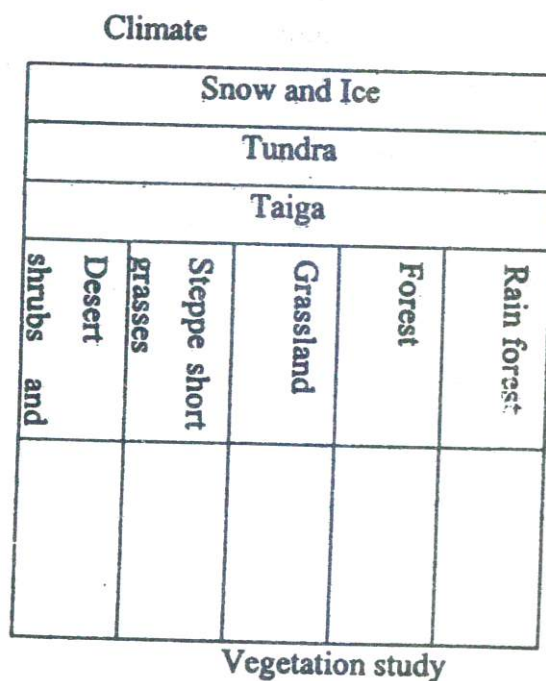 Climate
Snow and Ice
Tundra
Taiga
Desert
shrubs and
Steppe short
grasses
Grassland
Forest
Rain forest
Vegetation study